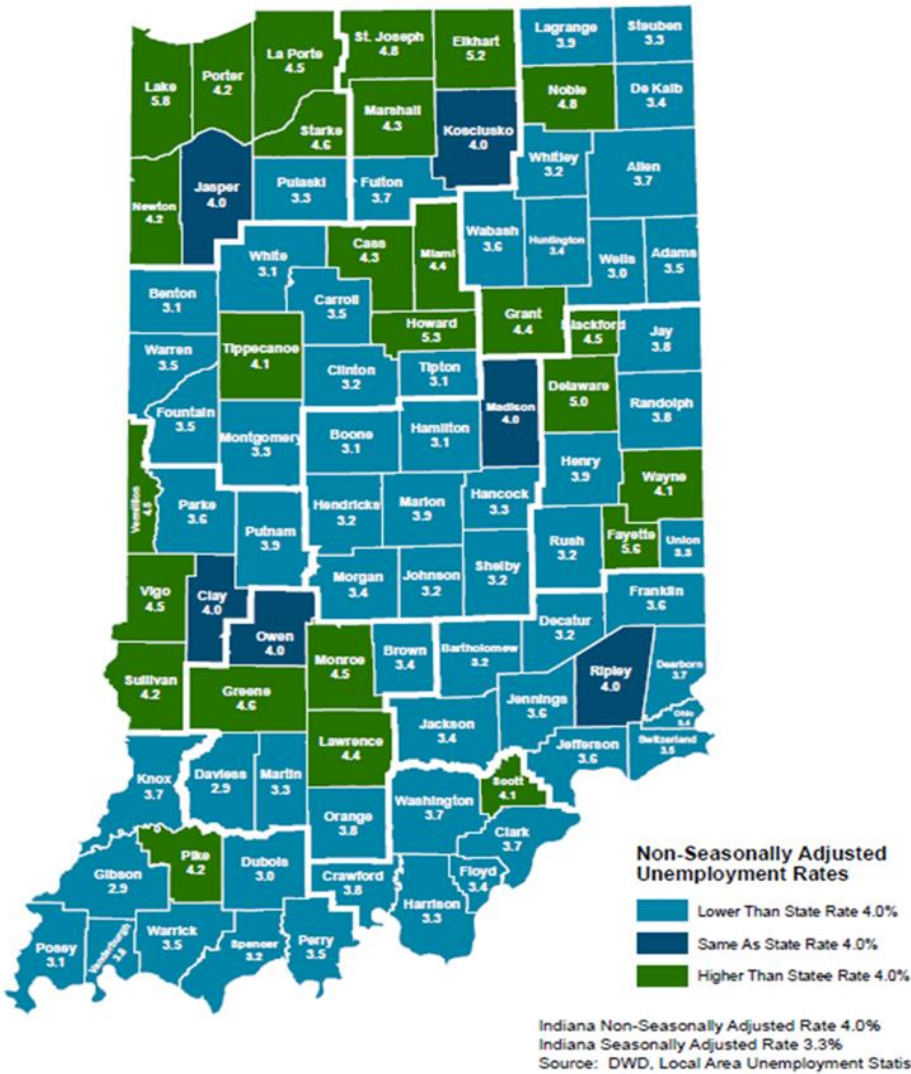 Lagrange
3.9
Steuben
3.3
St. Joseph
4.8
Elkhart
5.2
La Porte
4.5
Porter
4.2
Lake
5.8
Noble
4.8
De Kalb
3.4
Marshall
4.3
Starke
4.6
Kosciusko
4.0
Whitley
3.2
Allen
3.7
Jasper
4.0
Pulaski
3.3
Fulton
3.7
Newton
4.2
Wabash
3.6
Huntington
3.4
Wells
3.0
Adams
3.5
White
3.1
Cass
4.3
Miami
4.4
Benton
3.1
Carroll
3.5
Howard
5.3
Grant
4.4
Blackford
4.5
Jay
3.8
Warren
3.5
Tippecanoe
4.1
Clinton
3.2
Tipton
3.1
Madison
4.0
Delaware
5.0
Randolph
3.8
Fountain
3.5
Montgomery
3.3
Boone
3.1
Hamilton
3.1
Henry
3.9
Wayne
4.1
Vermillion
Parke
3.6
Putnam
3.9
Hendricks
3.2
Marion
3.9
Hancock
3.3
Rush
3.2
Fayette
5.6
Union
3.3
Vigo
4.5
Clay
4.0
Morgan
3.4
Johnson
3.2
Shelby
3.2
Franklin
3.6
Owen
4.0
Monroe
4.5
Brown
3.4
Bartholomew
3.2
Decatur
3.2
Ripley
4.0
Dearborn
3.7
Sullivan
4.2
Greene
4.6
Jennings
3.6
Ohio
3.4
Jackson
3.4
Lawrence
4.4
Jefferson
3.6
Switzerland
3.5
Knox
3.7
Daviess
2.9
Martin
3.3
Scott
4.1
Washington
3.7
Orange
3.8
Clark
3.7
Pike
4.2
Dubois
3.0
Gibson
2.9
Crawford
3.8
Floyd
3.4
Harrison
3.3
Posey
3.1
Vanderburgh
Warrick
3.5
Spencer
3.2
Perry
3.5
Non-Seasonally Adjusted
Unemployment Rates
Lower Than State Rate 4.0%
Same As State Rate 4.0%
Higher Than Statee Rate 4.0%
Indiana Non-Seasonally Adjusted Rate 4.0%
Indiana Seasonally Adjusted Rate 3.3%
Source: DWD, Local Area Unemployment Statis